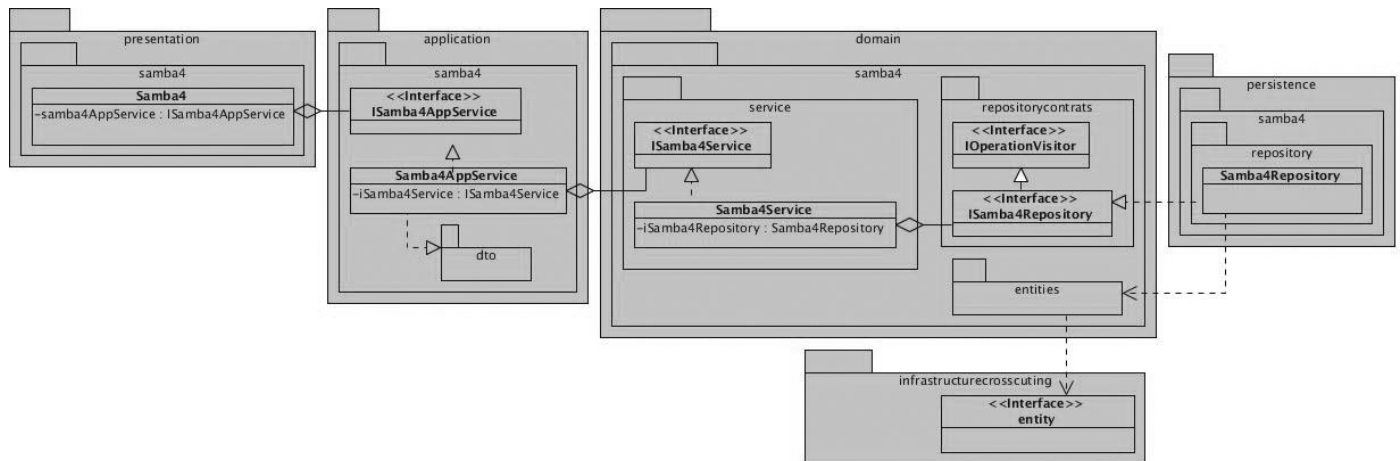 presentation
samba4
Samba4
-samba4AppService : ISamba4AppService
application
samba4
<<Interface>>
ISamba4AppService
Samba4AppService
-iSamba4Service : ISamba4Service
dto
domain
samba4
service
<<Interface>>
ISamba4Service
Samba4Service
-iSamba4Repository : Samba4Repository
repositorycontrats
<<Interface>>
IOperationVisitor
<<Interface>>
ISamba4Repository
entities
persistence
samba4
repository
Samba4Repository
infrastructurecrosscuting
<<Interface>>
entity